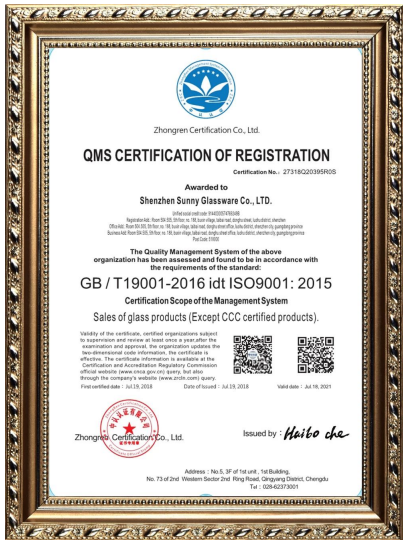 Zhongren Certification Co., Ltd.
QMS CERTIFICATION OF REGISTRATION
Certification No.: 27318Q20395R0S
Awarded to
Shenzhen Sunny Glassware Co., LTD.
The Quality Management System of the above
organization has been assessed and found to be in accordance with
the requirements of the standard:
GB / T19001-2016 idt ISO9001: 2015
Certification Scope of the Management System
Sales of glass products (Except CCC certified products).
Validity of the certificate, certified organizations subject
to supervision and review at least once a year, after the
examination and approval, the organization updates the
two-dimensional code information, the certificate is
effective. The certificate information is available at the
Certification and Accreditation Regulatory Commission
official website (www.cnca.gov.cn) query, but also
through the company's website (www.zrcln.com) query.
First certified date : Jul.19, 2018 Date of Issued : Jul.19, 2018 Valid date : Jul 18, 2021
Zhongren Certification Co., Ltd.
Issued by : Haibo che
Address : No.5, 3F of 1st unit , 1st Building,
No. 73 of 2nd Western Sector 2nd Ring Road, Qingyang District, Chengdu
Tel : 028-62373001